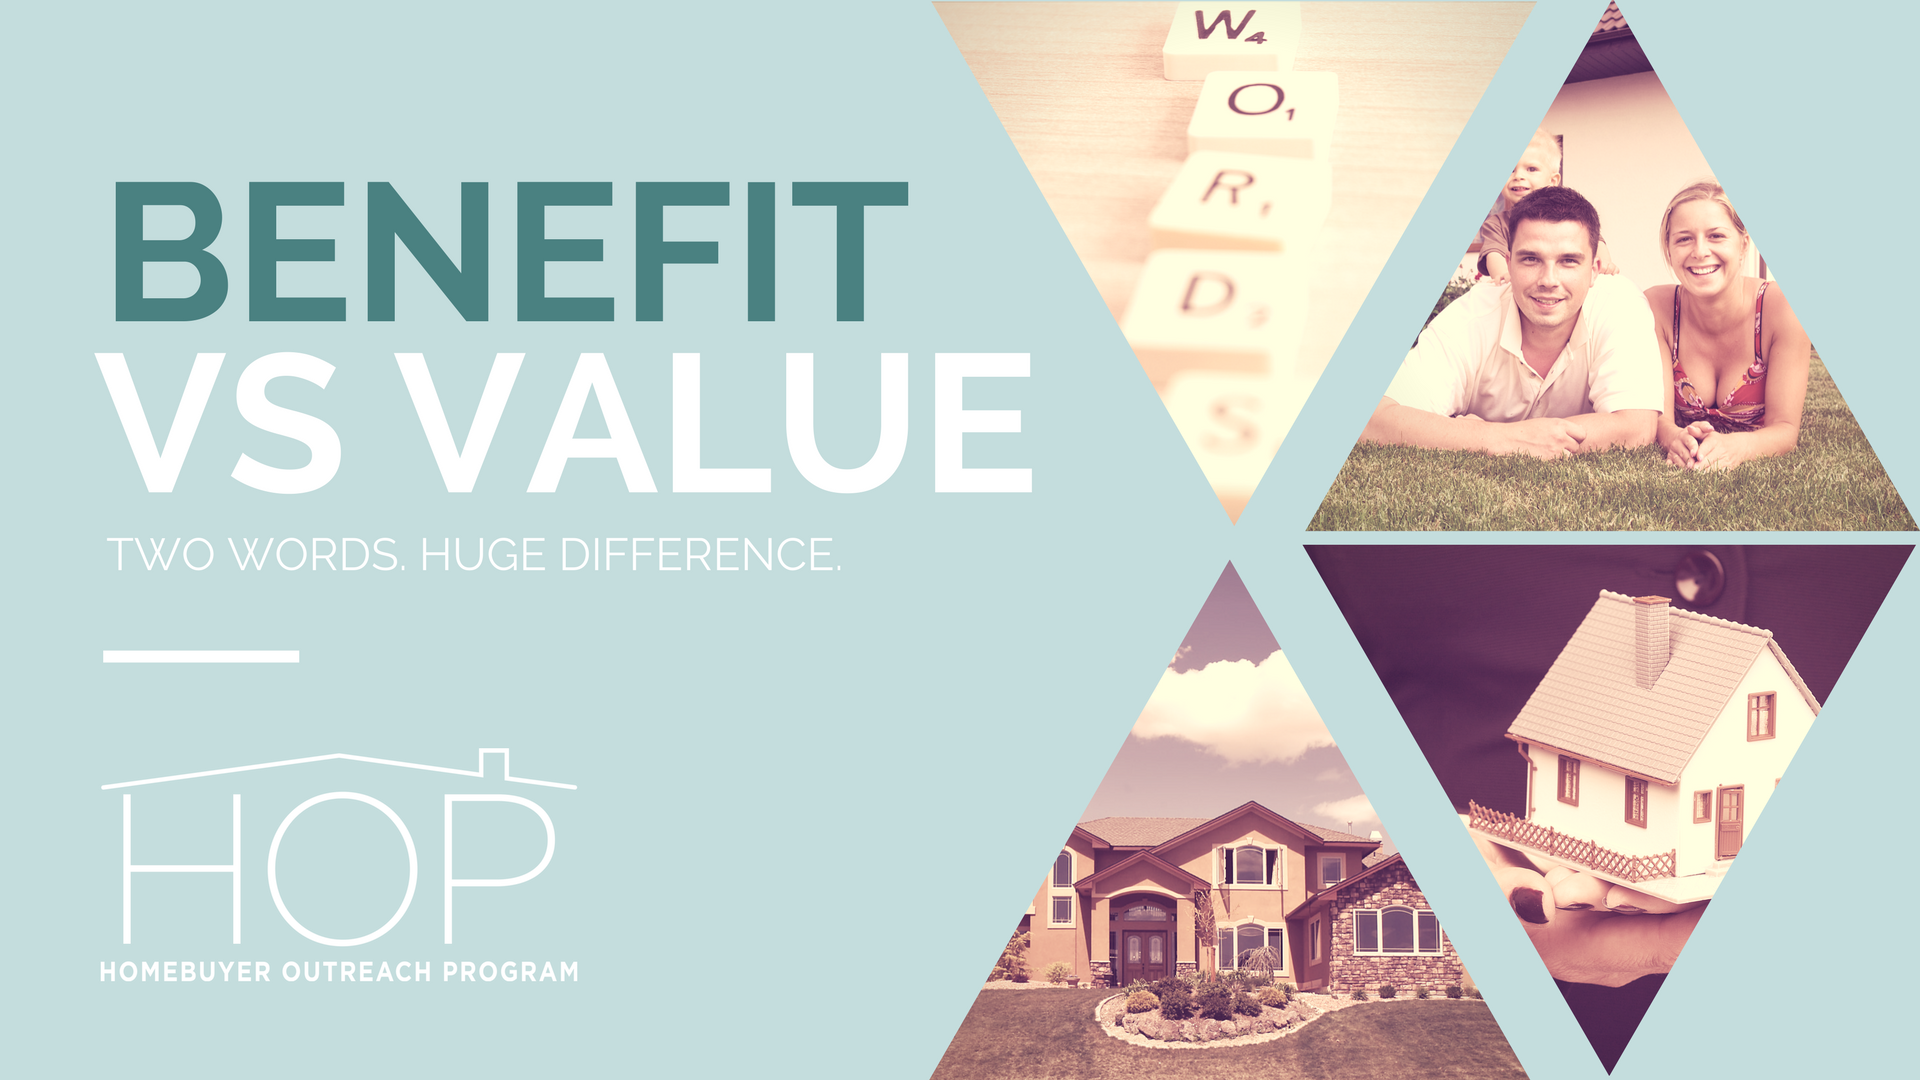 BENEFIT
VS VALUE
TWO WORDS. HUGE DIFFERENCE.
HOP
HOMEBUYER OUTREACH PROGRAM
W4
O1
R1
D2
S